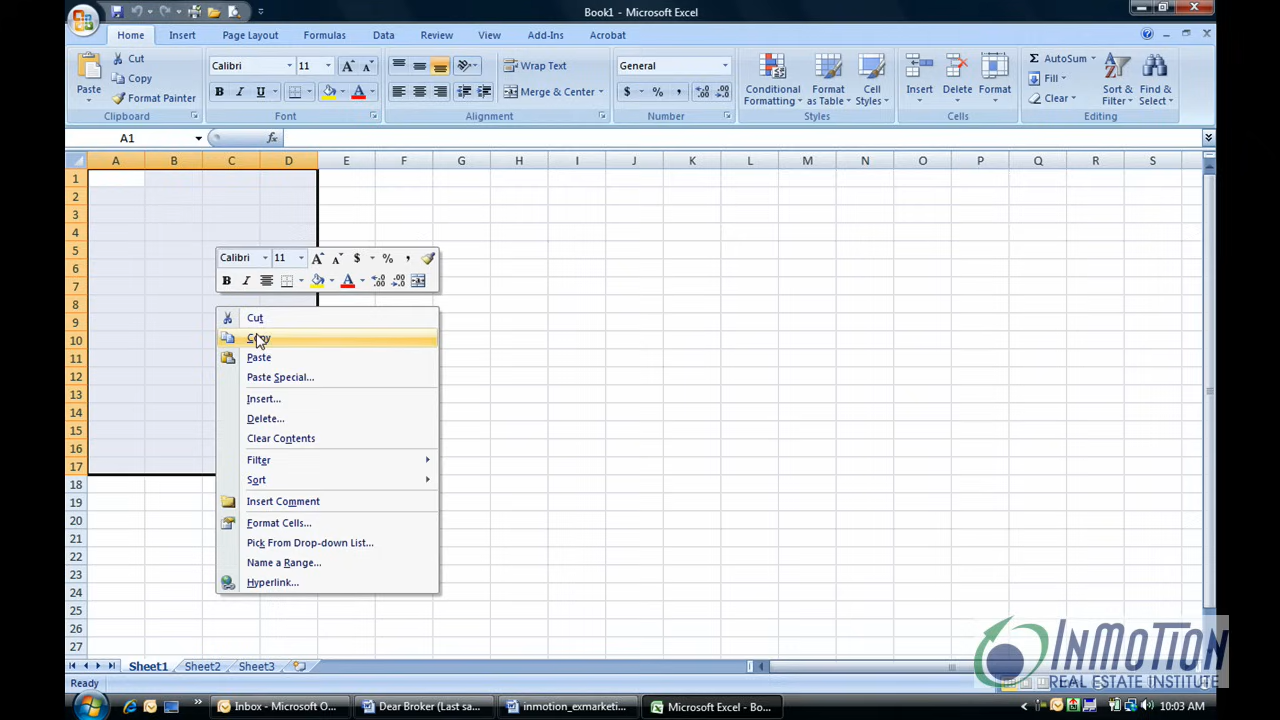 Book1 - Microsoft Excel
Home Insert Page Layout Formulas Data Review View Add-Ins Acrobat
Paste
Cut
Copy
Format Painter
Clipboard
Calibri 11
B I U
Font
Wrap Text
Merge & Center
Alignment
General
$ % ,
Number
Conditional Formatting
Format as Table
Cell Styles
Styles
Insert Delete Format
Cells
Σ AutoSum
Fill
Clear
Sort & Filter
Find & Select
Editing
A1 fx
A B C D E F G H I J K L M N O P Q R S
1
2
3
4
5
6
7
8
9
10
11
12
13
14
15
16
17
18
19
20
21
22
23
24
25
26
27
Calibri 11 A A $ % ,
B I A
Cut
Copy
Paste
Paste Special...
Insert...
Delete...
Clear Contents
Filter
Sort
Insert Comment
Format Cells...
Pick From Drop-down List...
Name a Range...
Hyperlink...
Sheet1 Sheet2 Sheet3
Ready
INMOTION
REAL ESTATE INSTITUTE
Inbox - Microsoft O...
Dear Broker (Last sa...
inmotion_exmarketi...
Microsoft Excel - Bo...
10:03 AM